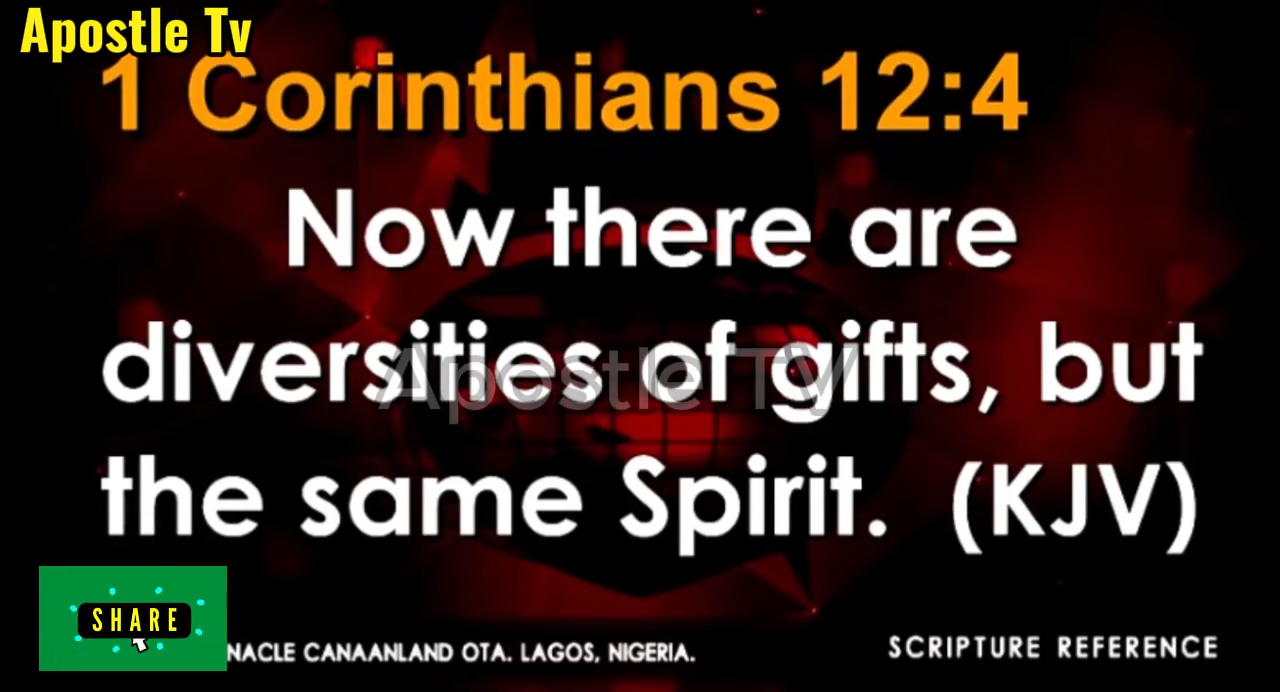 Apostle Tv
1 Corinthians 12:4
Now there are
diversities of gifts, but
the same Spirit. (KJV)
Apostle TV
SHARE
CANAANLAND OTA. LAGOS, NIGERIA.
SCRIPTURE REFERENCE